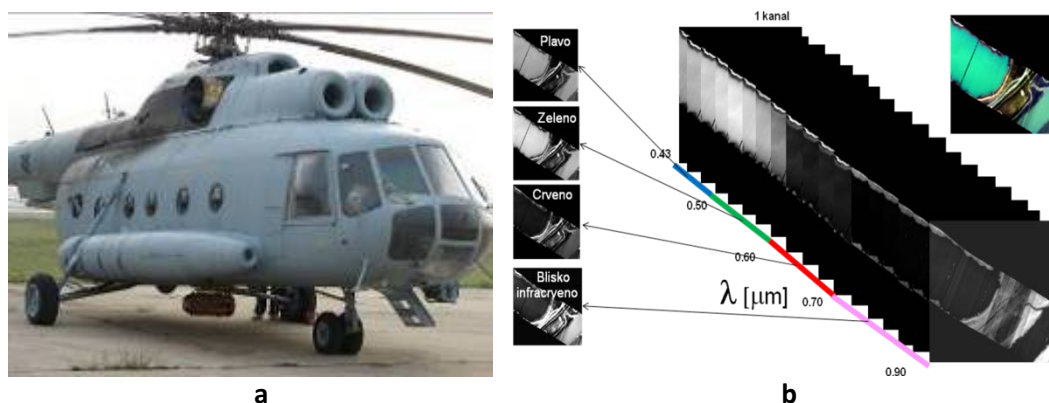 1 kanal
Plavo
Zeleno
Crveno
Blisko
infracrveno
0.43
0.50
0.60
0.70
0.90
λ [μm]
a
b